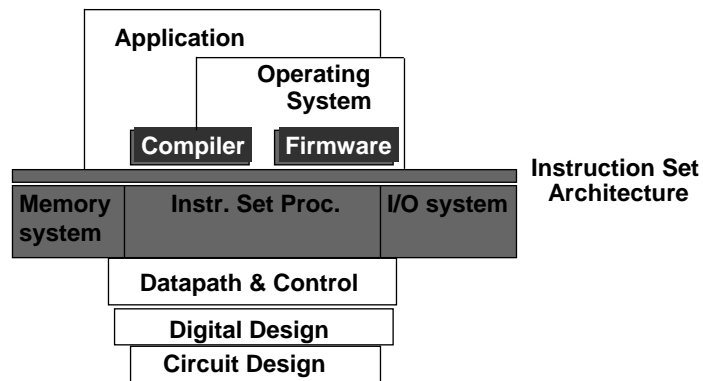 Application
Operating
System
Compiler
Firmware
Instruction Set
Architecture
Memory
system
Instr. Set Proc.
I/O system
Datapath & Control
Digital Design
Circuit Design